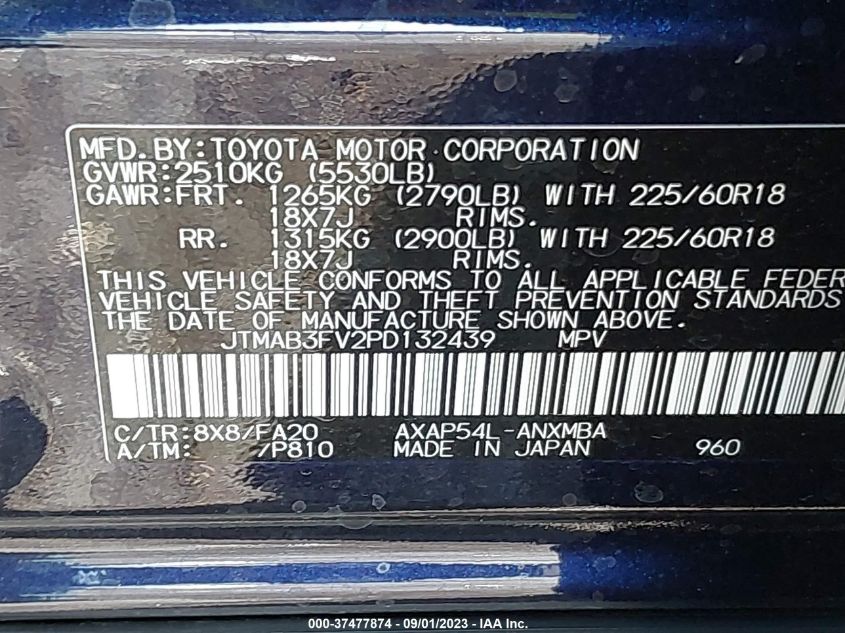 MFD.BY:TOYOTA MOTOR CORPORATION
GVWR:2510KG (5530LB)
GAWR:FRT. 1265KG (2790LB) WITH 225/60R18
18X7J RIMS.
RR. 1315KG (2900LB) WITH 225/60R18
18X7J RIMS.
THIS VEHICLE CONFORMS TO ALL APPLICABLE FEDER
VEHICLE SAFETY AND THEFT PREVENTION STANDARDS
THE DATE OF MANUFACTURE SHOWN ABOVE.
JTMAB3FV2PD132439 MPV
C/TR:8X8/FA20 AXAP54L-ANXMBA
A/TM: /P810 MADE IN JAPAN 960
000-37477874 / 09/01/2023 - IAA Inc.